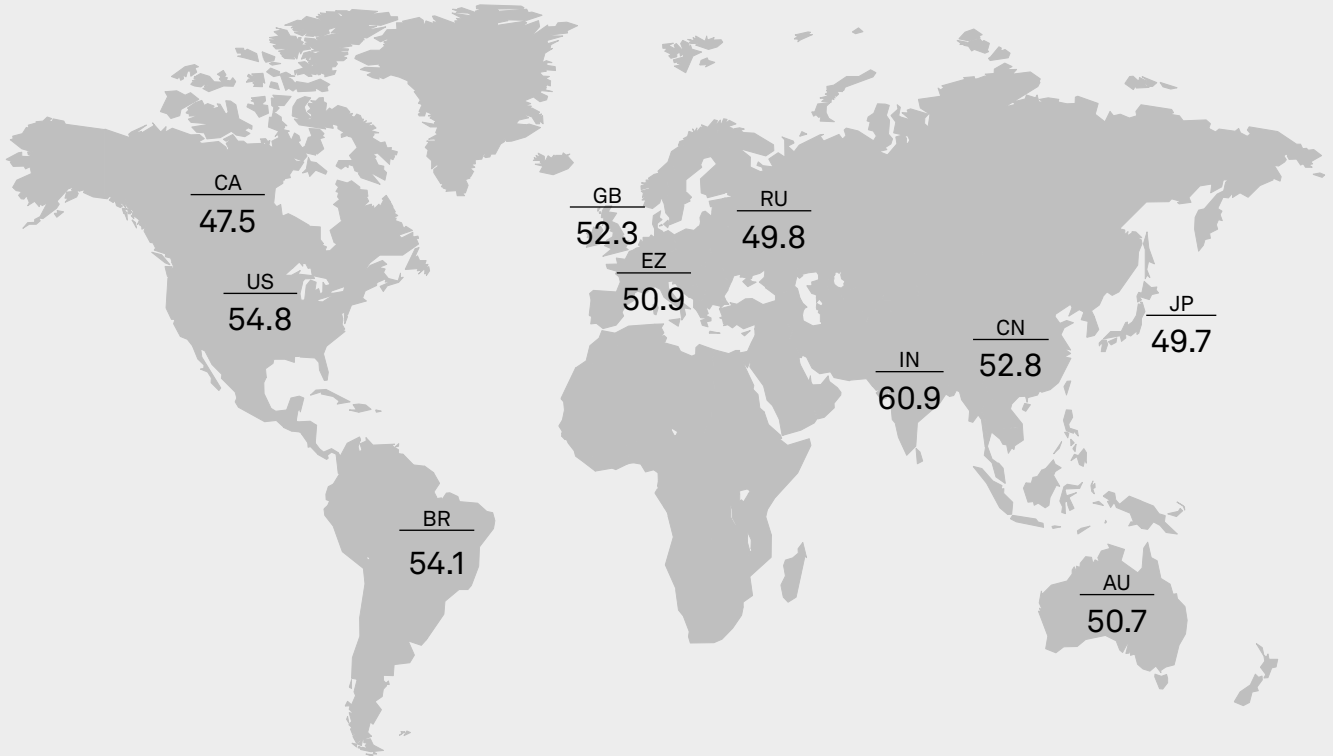 CA
47.5
GB
52.3
RU
49.8
EZ
50.9
US
54.8
JP
49.7
CN
52.8
IN
60.9
BR
54.1
AU
50.7